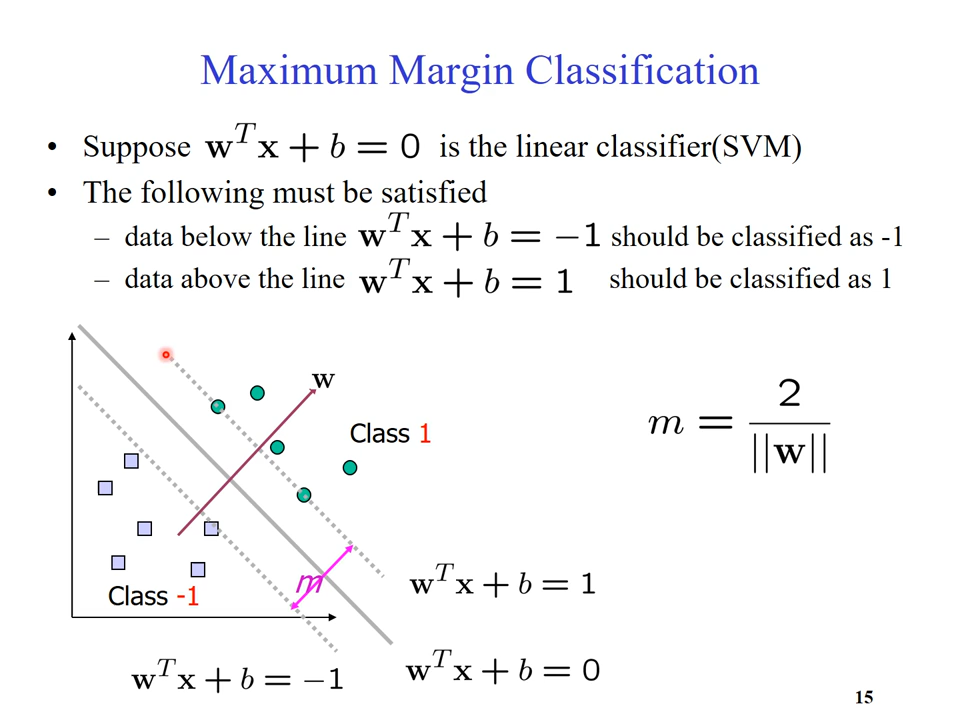 Maximum Margin Classification
• Suppose wᵀx + b = 0 is the linear classifier(SVM)
• The following must be satisfied
– data below the line wᵀx + b = −1 should be classified as -1
– data above the line wᵀx + b = 1 should be classified as 1
w
Class 1
m = 2 / ||w||
m
Class -1
wᵀx + b = 1
wᵀx + b = 0
wᵀx + b = −1
15